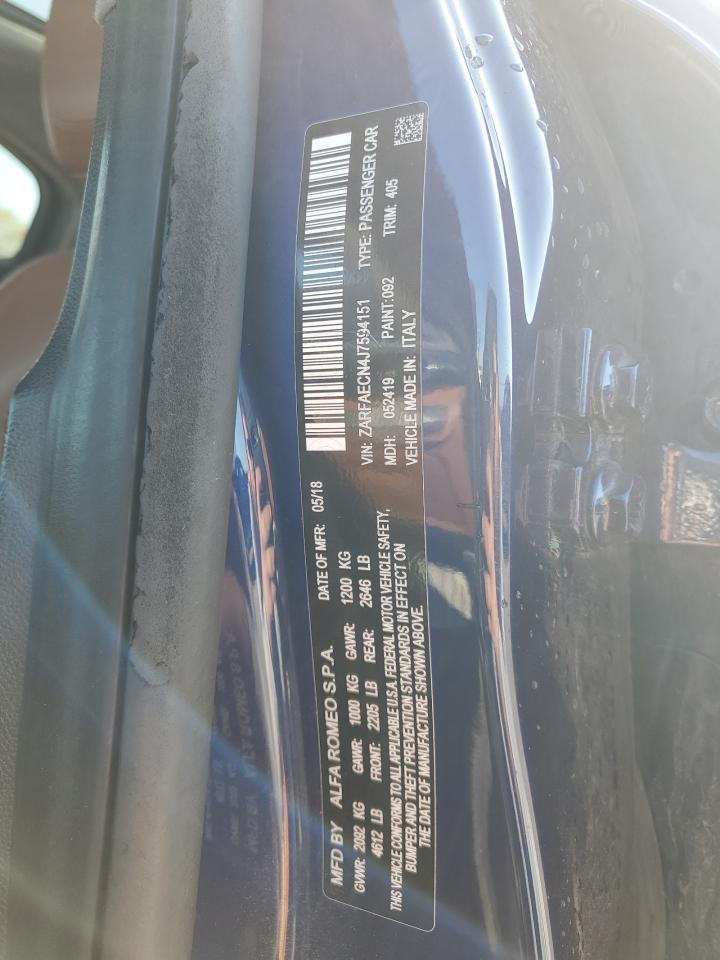 MFD BY ALFA ROMEO S.P.A. DATE OF MFR: 05/18
GVWR: 2092 KG GAWR: 1000 KG GAWR: 1200 KG
4612 LB FRONT: 2205 LB REAR: 2646 LB
THIS VEHICLE CONFORMS TO ALL APPLICABLE U.S.A. FEDERAL MOTOR VEHICLE SAFETY,
BUMPER AND THEFT PREVENTION STANDARDS IN EFFECT ON
THE DATE OF MANUFACTURE SHOWN ABOVE.
VIN: ZARFAECN4J7594151 TYPE: PASSENGER CAR
MDH: 052419 PAINT: 092 TRIM: 405
VEHICLE MADE IN: ITALY